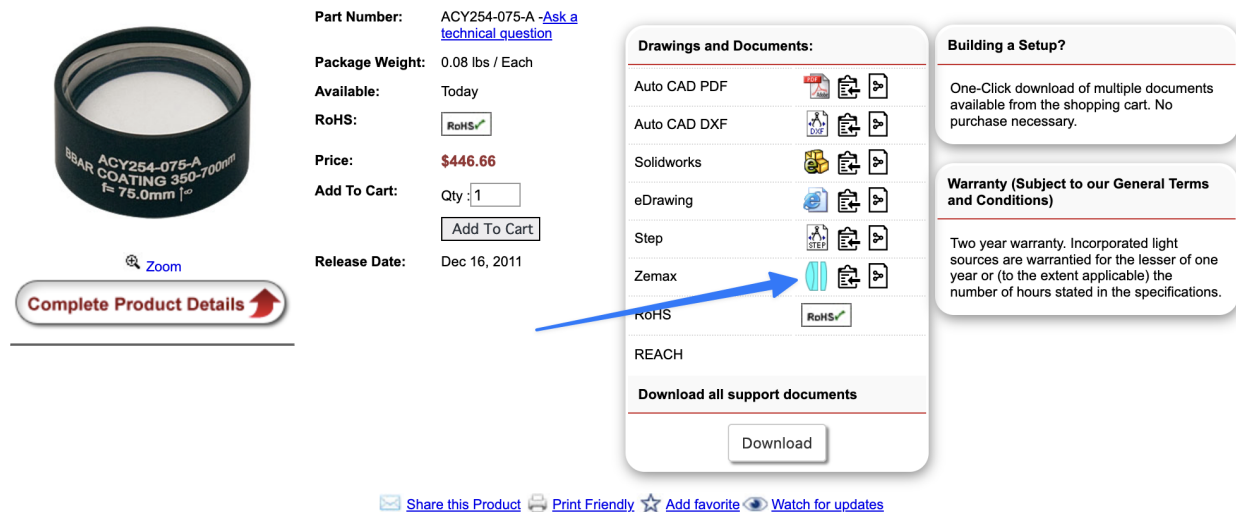 Part Number: ACY254-075-A -Ask a
technical question
Package Weight: 0.08 lbs / Each
Available: Today
RoHS: RoHS
Price: $446.66
Add To Cart: Qty : 1
Add To Cart
Release Date: Dec 16, 2011
ACY254-075-A
BBAR COATING 350-700nm
f= 75.0mm |∞
Zoom
Complete Product Details
Drawings and Documents:
Auto CAD PDF
PDF
Adobe
Auto CAD DXF
DXF
Solidworks
eDrawing
Step
STEP
Zemax
RoHS RoHS
REACH
Download all support documents
Download
Building a Setup?
One-Click download of multiple documents
available from the shopping cart. No
purchase necessary.
Warranty (Subject to our General Terms
and Conditions)
Two year warranty. Incorporated light
sources are warrantied for the lesser of one
year or (to the extent applicable) the
number of hours stated in the specifications.
Share this Product Print Friendly Add favorite Watch for updates